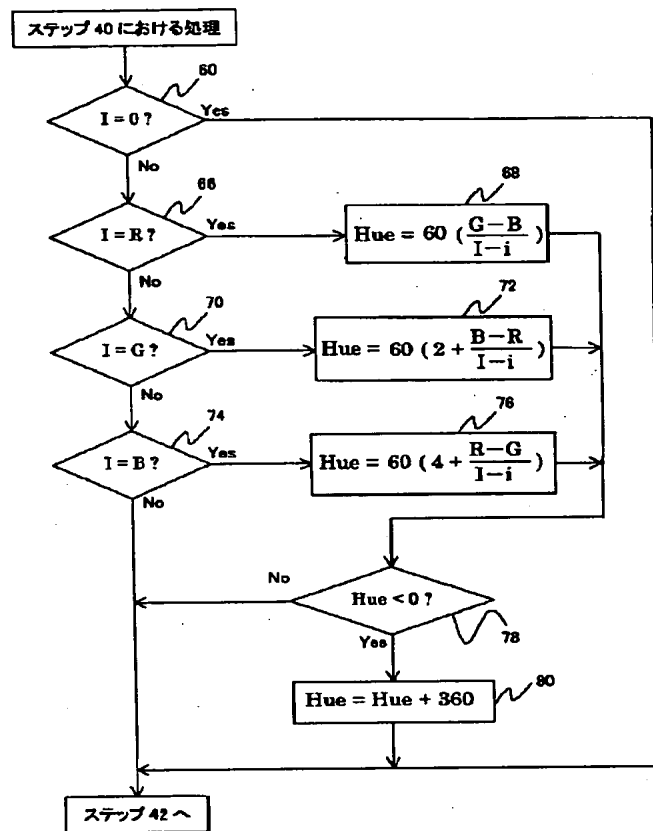 ステップ 40 における処理
60
I = 0 ?
Yes
No
66
I = R ?
Yes
No
68
Hue = 60 ( G − B / I − i )
70
I = G ?
Yes
No
72
Hue = 60 ( 2 + B − R / I − i )
74
I = B ?
Yes
No
76
Hue = 60 ( 4 + R − G / I − i )
No
Hue < 0 ?
78
Yes
80
Hue = Hue + 360
ステップ 42 へ